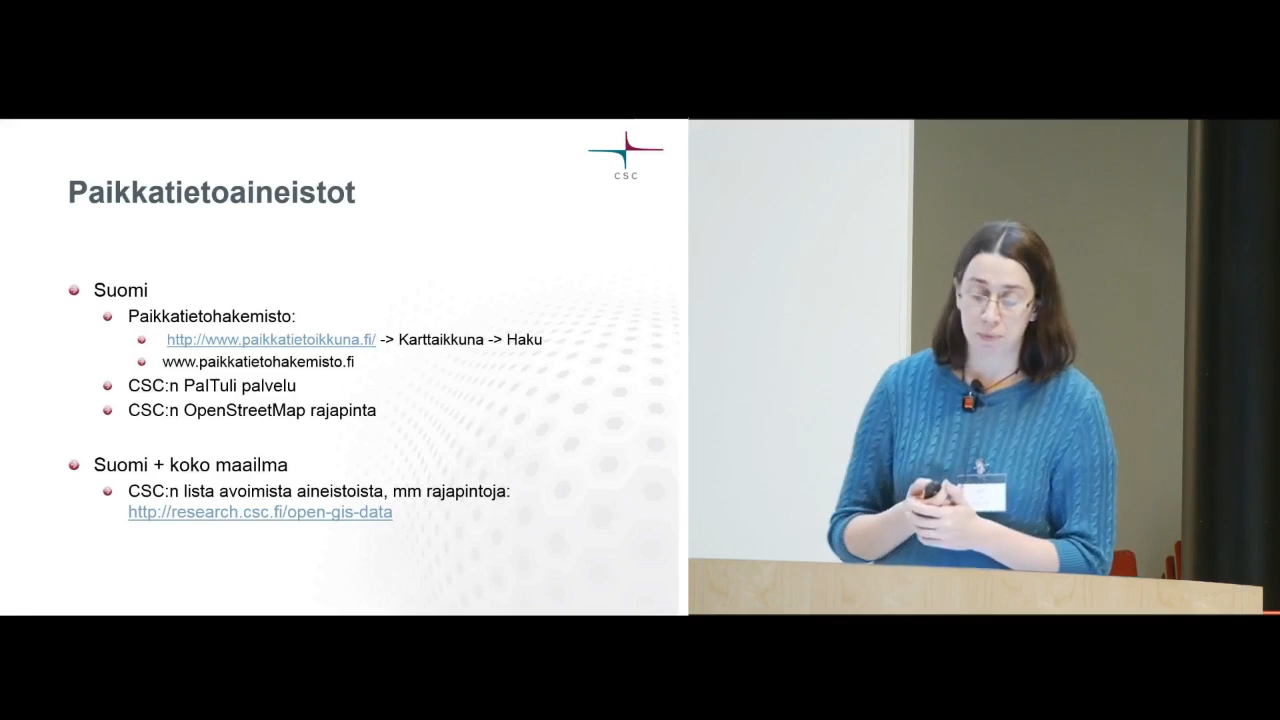 CSC
Paikkatietoaineistot
Suomi
Paikkatietohakemisto:
http://www.paikkatietoikkuna.fi/ -> Karttaikkuna -> Haku
www.paikkatietohakemisto.fi
CSC:n PaITuli palvelu
CSC:n OpenStreetMap rajapinta
Suomi + koko maailma
CSC:n lista avoimista aineistoista, mm rajapintoja:
http://research.csc.fi/open-gis-data